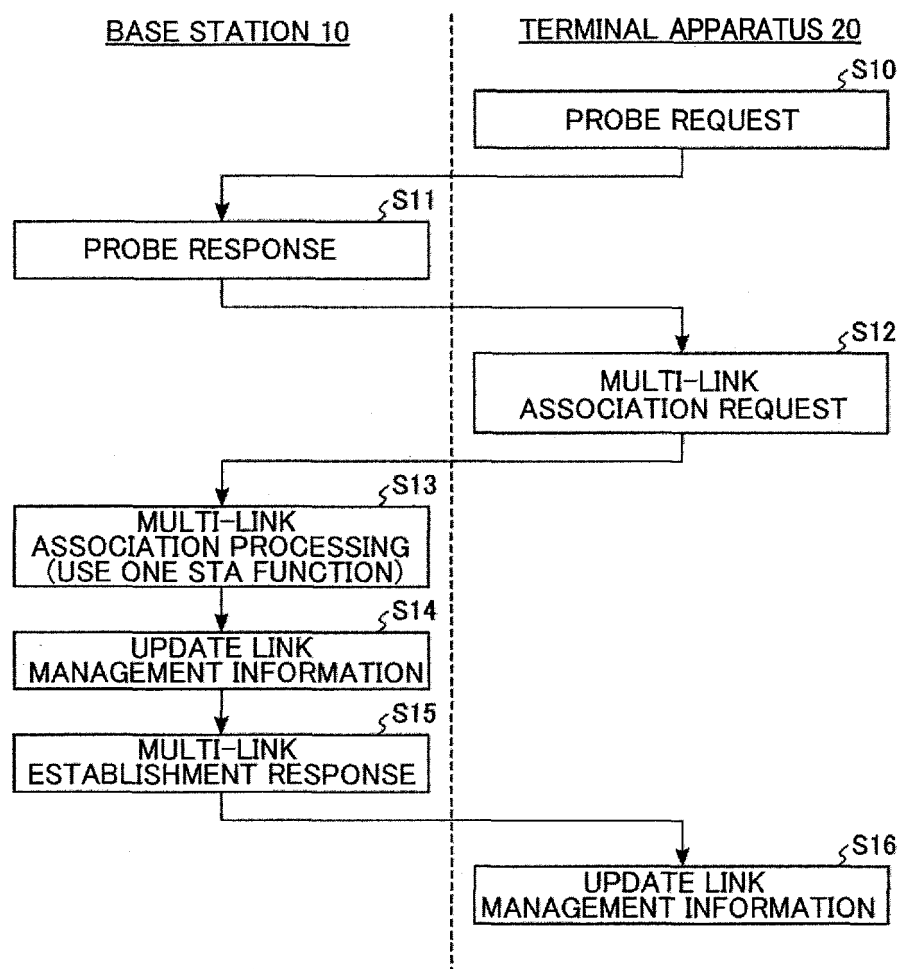 BASE STATION 10
TERMINAL APPARATUS 20
S10
PROBE REQUEST
S11
PROBE RESPONSE
S12
MULTI-LINK
ASSOCIATION REQUEST
S13
MULTI-LINK
ASSOCIATION PROCESSING
(USE ONE STA FUNCTION)
S14
UPDATE LINK
MANAGEMENT INFORMATION
S15
MULTI-LINK
ESTABLISHMENT RESPONSE
S16
UPDATE LINK
MANAGEMENT INFORMATION